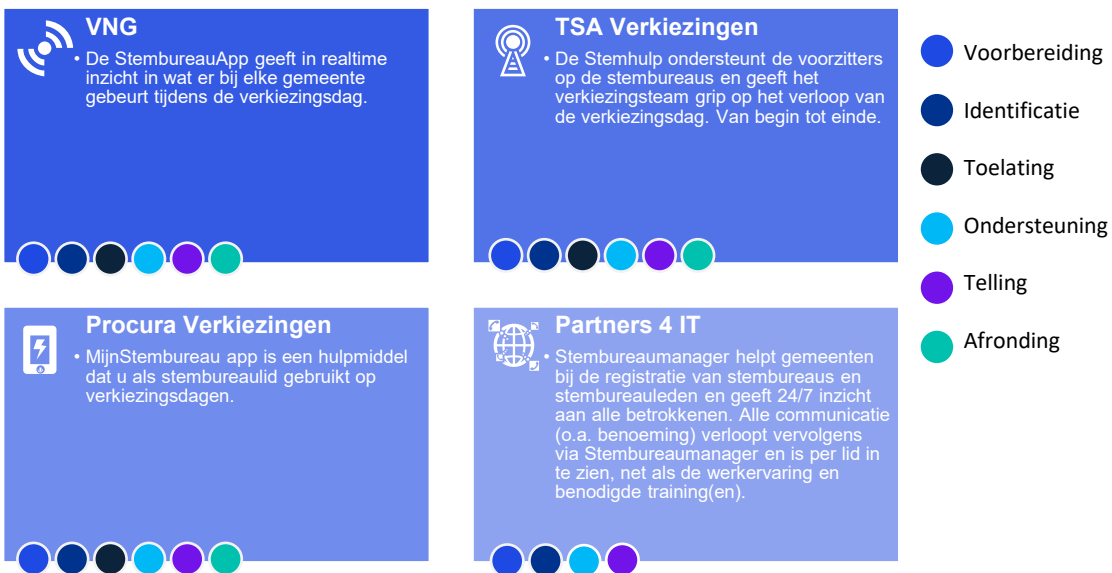 VNG
• De StembureauApp geeft in realtime
inzicht in wat er bij elke gemeente
gebeurt tijdens de verkiezingsdag.
TSA Verkiezingen
• De Stemhulp ondersteunt de voorzitters
op de stembureaus en geeft het
verkiezingsteam grip op het verloop van
de verkiezingsdag. Van begin tot einde.
Procura Verkiezingen
• MijnStembureau app is een hulpmiddel
dat u als stembureaulid gebruikt op
verkiezingsdagen.
Partners 4 IT
• Stembureaumanager helpt gemeenten
bij de registratie van stembureaus en
stembureauleden en geeft 24/7 inzicht
aan alle betrokkenen. Alle communicatie
(o.a. benoeming) verloopt vervolgens
via Stembureaumanager en is per lid in
te zien, net als de werkervaring en
benodigde training(en).
Voorbereiding
Identificatie
Toelating
Ondersteuning
Telling
Afronding